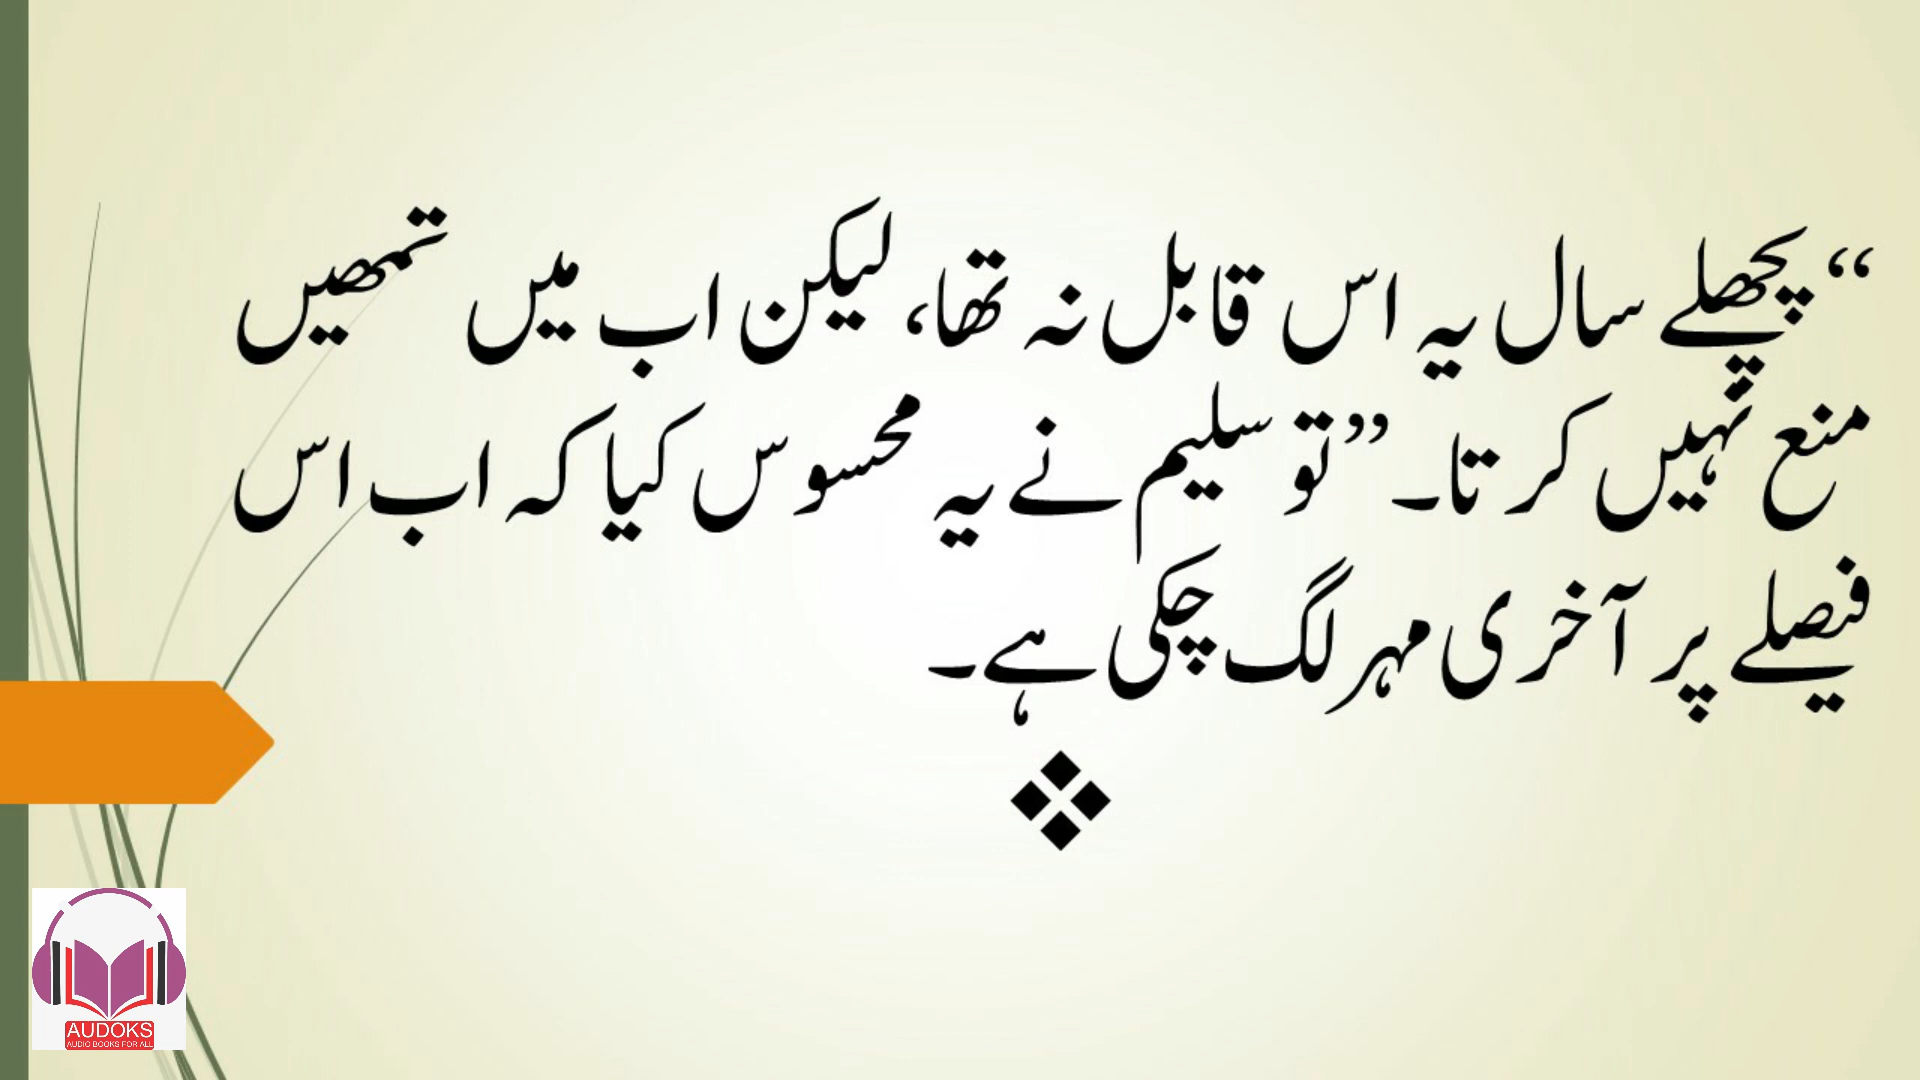 “پچھلے سال یہ اس قابل نہ تھا، لیکن اب میں تمھیں
منع نہیں کرتا۔”تو سلیم نے یہ محسوس کیا کہ اب اس
فیصلے پر آخری مہر لگ چکی ہے۔
AUDOKS
AUDIO BOOKS FOR ALL